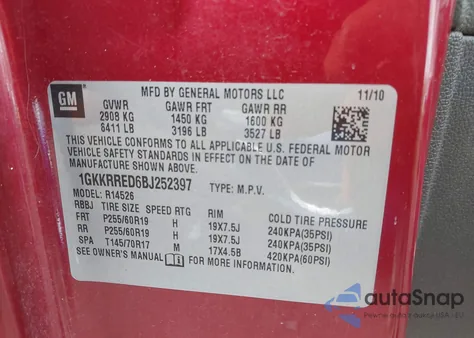 GM
MFD BY GENERAL MOTORS LLC 11/10
GVWR GAWR FRT GAWR RR
2908 KG 1450 KG 1600 KG
6411 LB 3196 LB 3527 LB
THIS VEHICLE CONFORMS TO ALL APPLICABLE U.S. FEDERAL MOTOR
VEHICLE SAFETY STANDARDS IN EFFECT ON THE DATE OF
MANUFACTURE SHOWN ABOVE.
1GKKRRED6BJ252397 TYPE: M.P.V.
MODEL: R14526
RBBJ TIRE SIZE SPEED RTG RIM COLD TIRE PRESSURE
FRT P255/60R19 H 19X7.5J 240KPA(35PSI)
RR P255/60R19 H 19X7.5J 240KPA(35PSI)
SPA T145/70R17 M 17X4.5B 420KPA(60PSI)
SEE OWNER'S MANUAL FOR MORE INFORMATION.
autoSnap